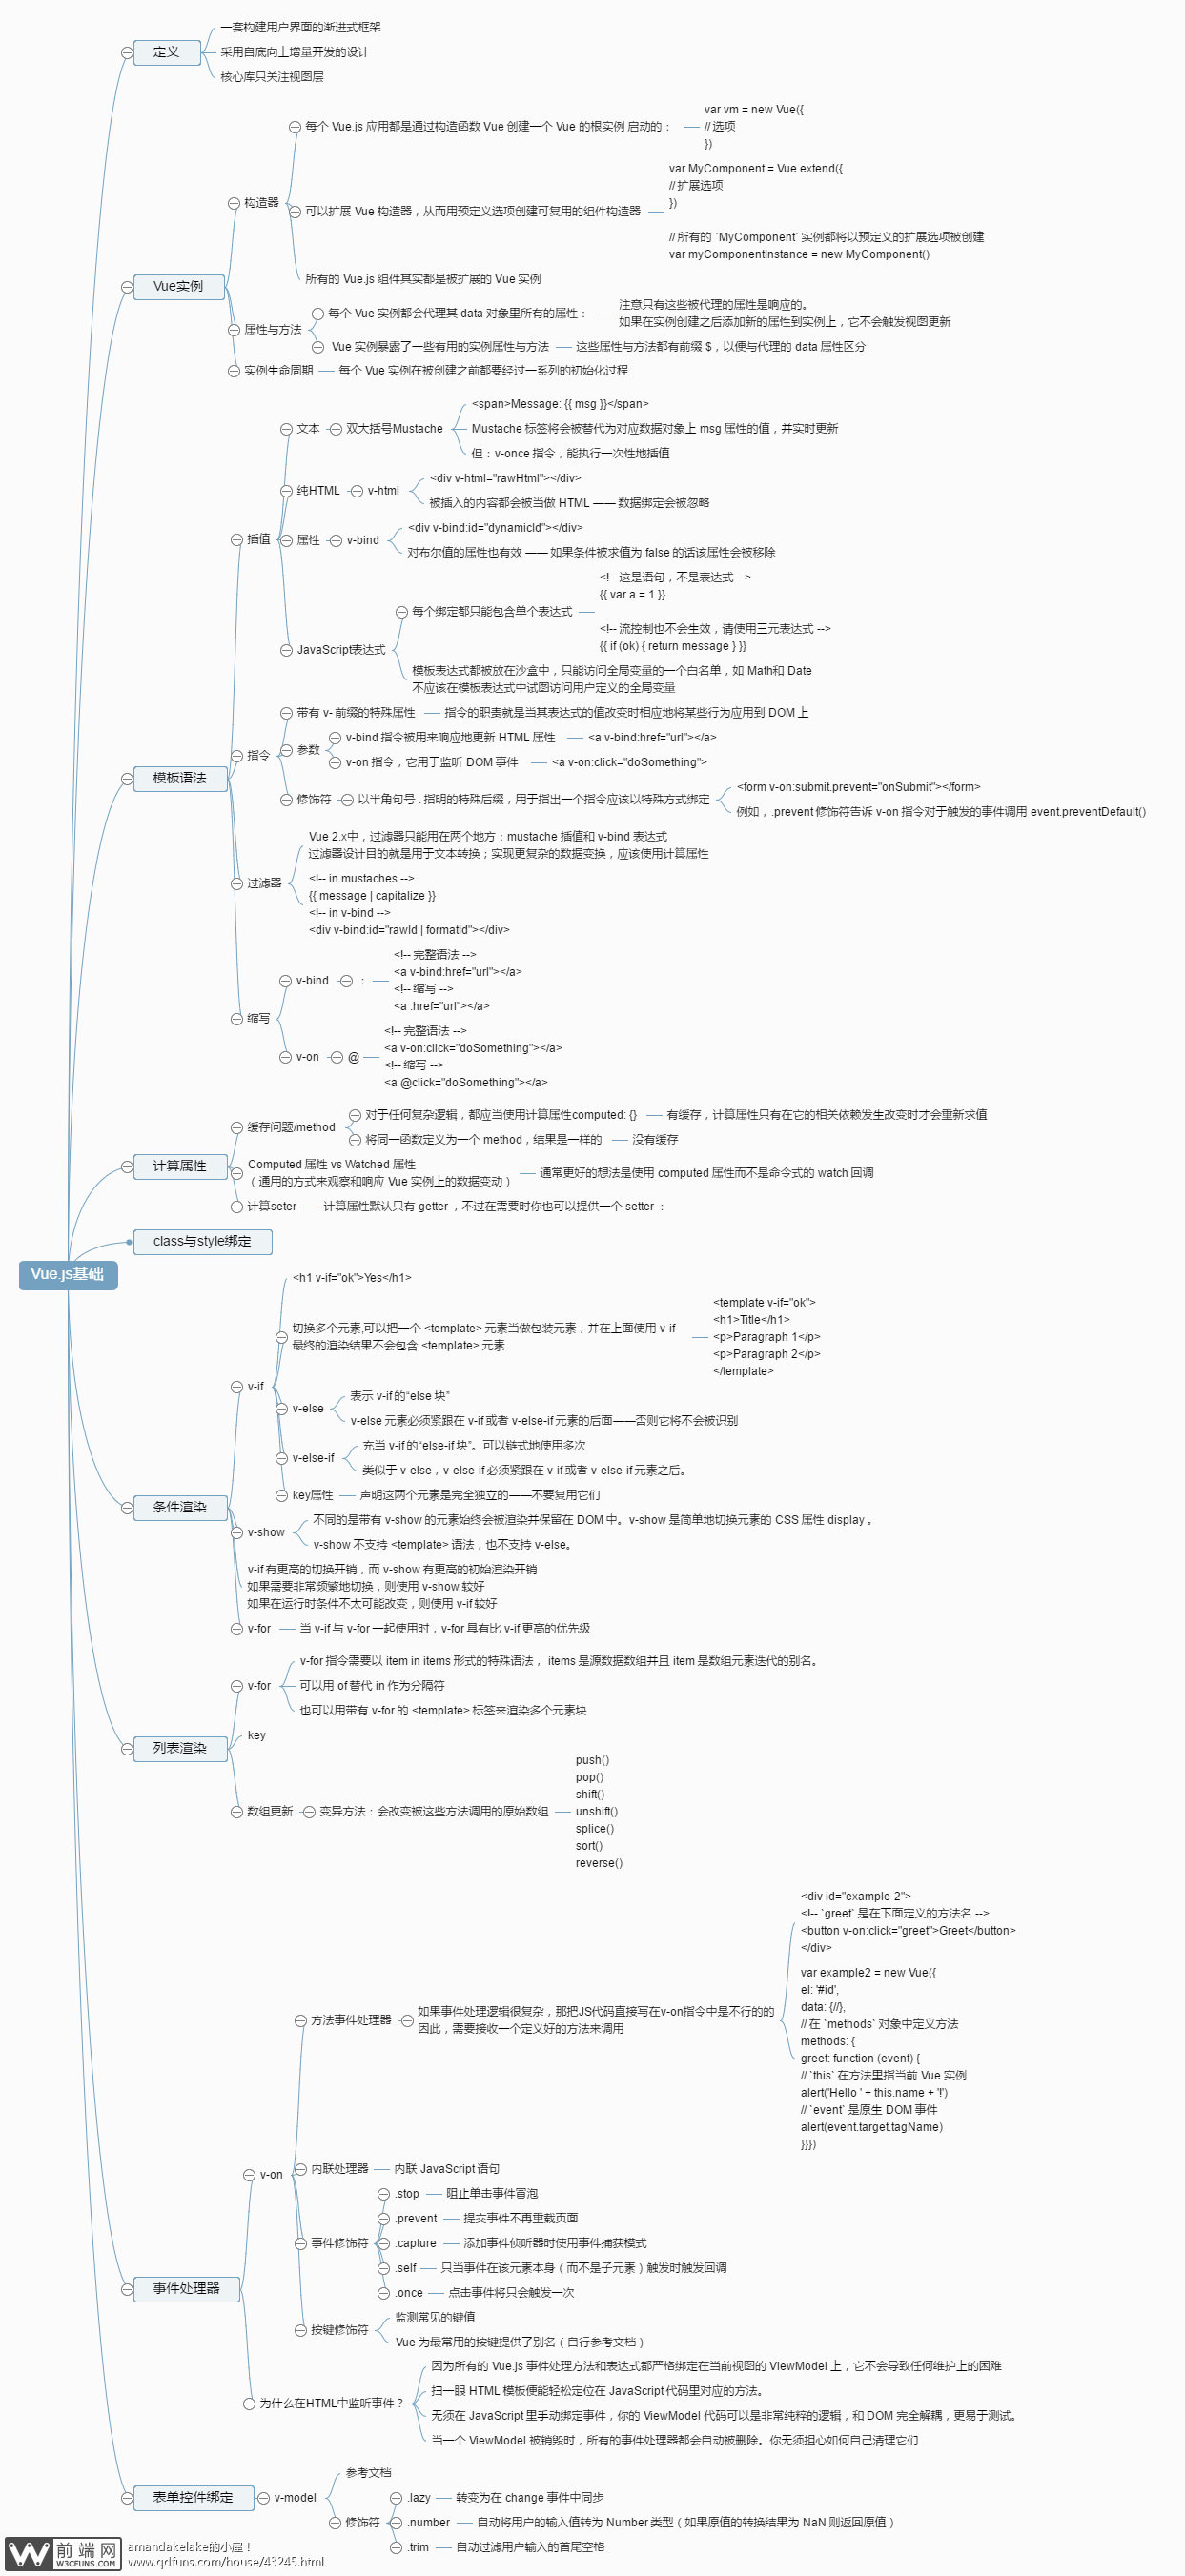 定义
一套构建用户界面的渐进式框架
采用自底向上增量开发的设计
核心库只关注视图层
Vue实例
构造器
每个 Vue.js 应用都是通过构造函数 Vue 创建一个 Vue 的根实例 启动的：
var vm = new Vue({
// 选项
})
可以扩展 Vue 构造器，从而用预定义选项创建可复用的组件构造器
var MyComponent = Vue.extend({
// 扩展选项
})
// 所有的 `MyComponent` 实例都将以预定义的扩展选项被创建
var myComponentInstance = new MyComponent()
所有的 Vue.js 组件其实都是被扩展的 Vue 实例
属性与方法
每个 Vue 实例都会代理其 data 对象里所有的属性：
注意只有这些被代理的属性是响应的。
如果在实例创建之后添加新的属性到实例上，它不会触发视图更新
Vue 实例暴露了一些有用的实例属性与方法
这些属性与方法都有前缀 $，以便与代理的 data 属性区分
实例生命周期
每个 Vue 实例在被创建之前都要经过一系列的初始化过程
模板语法
插值
文本
双大括号Mustache
<span>Message: {{ msg }}</span>
Mustache 标签将会被替代为对应数据对象上 msg 属性的值，并实时更新
但：v-once 指令，能执行一次性地插值
纯HTML
v-html
<div v-html="rawHtml"></div>
被插入的内容都会被当做 HTML —— 数据绑定会被忽略
属性
v-bind
<div v-bind:id="dynamicId"></div>
对布尔值的属性也有效 —— 如果条件被求值为 false 的话该属性会被移除
JavaScript表达式
每个绑定都只能包含单个表达式
<!-- 这是语句，不是表达式 -->
{{ var a = 1 }}
<!-- 流控制也不会生效，请使用三元表达式 -->
{{ if (ok) { return message } }}
模板表达式都被放在沙盒中，只能访问全局变量的一个白名单，如 Math和 Date
不应该在模板表达式中试图访问用户定义的全局变量
指令
带有 v- 前缀的特殊属性
指令的职责就是当其表达式的值改变时相应地将某些行为应用到 DOM 上
参数
v-bind 指令被用来响应地更新 HTML 属性
<a v-bind:href="url"></a>
v-on 指令，它用于监听 DOM 事件
<a v-on:click="doSomething">
修饰符
以半角句号 . 指明的特殊后缀，用于指出一个指令应该以特殊方式绑定
<form v-on:submit.prevent="onSubmit"></form>
例如，.prevent 修饰符告诉 v-on 指令对于触发的事件调用 event.preventDefault()
过滤器
Vue 2.x中，过滤器只能用在两个地方：mustache 插值和 v-bind 表达式
过滤器设计目的就是用于文本转换；实现更复杂的数据变换，应该使用计算属性
<!-- in mustaches -->
{{ message | capitalize }}
<!-- in v-bind -->
<div v-bind:id="rawId | formatId"></div>
缩写
v-bind
：
<!-- 完整语法 -->
<a v-bind:href="url"></a>
<!-- 缩写 -->
<a :href="url"></a>
v-on
@
<!-- 完整语法 -->
<a v-on:click="doSomething"></a>
<!-- 缩写 -->
<a @click="doSomething"></a>
计算属性
缓存问题/method
对于任何复杂逻辑，都应当使用计算属性computed: {}
有缓存，计算属性只有在它的相关依赖发生改变时才会重新求值
将同一函数定义为一个 method，结果是一样的
没有缓存
Computed 属性 vs Watched 属性
（通用的方式来观察和响应 Vue 实例上的数据变动）
通常更好的想法是使用 computed 属性而不是命令式的 watch 回调
计算seter
计算属性默认只有 getter ，不过在需要时你也可以提供一个 setter ：
class与style绑定
Vue.js基础
条件渲染
v-if
<h1 v-if="ok">Yes</h1>
切换多个元素,可以把一个 <template> 元素当做包装元素，并在上面使用 v-if
最终的渲染结果不会包含 <template> 元素
<template v-if="ok">
<h1>Title</h1>
<p>Paragraph 1</p>
<p>Paragraph 2</p>
</template>
v-else
表示 v-if 的“else 块”
v-else 元素必须紧跟在 v-if 或者 v-else-if 元素的后面——否则它将不会被识别
v-else-if
充当 v-if 的“else-if 块”。可以链式地使用多次
类似于 v-else，v-else-if 必须紧跟在 v-if 或者 v-else-if 元素之后。
key属性
声明这两个元素是完全独立的——不要复用它们
v-show
不同的是带有 v-show 的元素始终会被渲染并保留在 DOM 中。v-show 是简单地切换元素的 CSS 属性 display 。
v-show 不支持 <template> 语法，也不支持 v-else。
v-if 有更高的切换开销，而 v-show 有更高的初始渲染开销
如果需要非常频繁地切换，则使用 v-show 较好
如果在运行时条件不太可能改变，则使用 v-if 较好
v-for
当 v-if 与 v-for 一起使用时，v-for 具有比 v-if 更高的优先级
列表渲染
v-for
v-for 指令需要以 item in items 形式的特殊语法， items 是源数据数组并且 item 是数组元素迭代的别名。
可以用 of 替代 in 作为分隔符
也可以用带有 v-for 的 <template> 标签来渲染多个元素块
key
数组更新
变异方法：会改变被这些方法调用的原始数组
push()
pop()
shift()
unshift()
splice()
sort()
reverse()
事件处理器
v-on
方法事件处理器
如果事件处理逻辑很复杂，那把JS代码直接写在v-on指令中是不行的的
因此，需要接收一个定义好的方法来调用
<div id="example-2">
<!-- `greet` 是在下面定义的方法名 -->
<button v-on:click="greet">Greet</button>
</div>
var example2 = new Vue({
el: '#id',
data: {//},
// 在 `methods` 对象中定义方法
methods: {
greet: function (event) {
// `this` 在方法里指当前 Vue 实例
alert('Hello ' + this.name + '!')
// `event` 是原生 DOM 事件
alert(event.target.tagName)
}}})
内联处理器
内联 JavaScript 语句
事件修饰符
.stop
阻止单击事件冒泡
.prevent
提交事件不再重载页面
.capture
添加事件侦听器时使用事件捕获模式
.self
只当事件在该元素本身（而不是子元素）触发时触发回调
.once
点击事件将只会触发一次
按键修饰符
监测常见的键值
Vue 为最常用的按键提供了别名（自行参考文档）
为什么在HTML中监听事件？
因为所有的 Vue.js 事件处理方法和表达式都严格绑定在当前视图的 ViewModel 上，它不会导致任何维护上的困难
扫一眼 HTML 模板便能轻松定位在 JavaScript 代码里对应的方法。
无须在 JavaScript 里手动绑定事件，你的 ViewModel 代码可以是非常纯粹的逻辑，和 DOM 完全解耦，更易于测试。
当一个 ViewModel 被销毁时，所有的事件处理器都会自动被删除。你无须担心如何自己清理它们
表单控件绑定
v-model
参考文档
修饰符
.lazy
转变为在 change 事件中同步
.number
自动将用户的输入值转为 Number 类型（如果原值的转换结果为 NaN 则返回原值）
.trim
自动过滤用户输入的首尾空格
前端网
W3CFUNS.COM
amandakelake的小屋！
www.qdfuns.com/house/43245.html